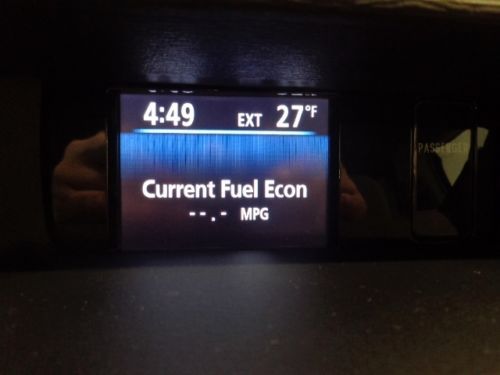 4:49 EXT 27°F
PASSENGER
Current Fuel Econ
--.- MPG